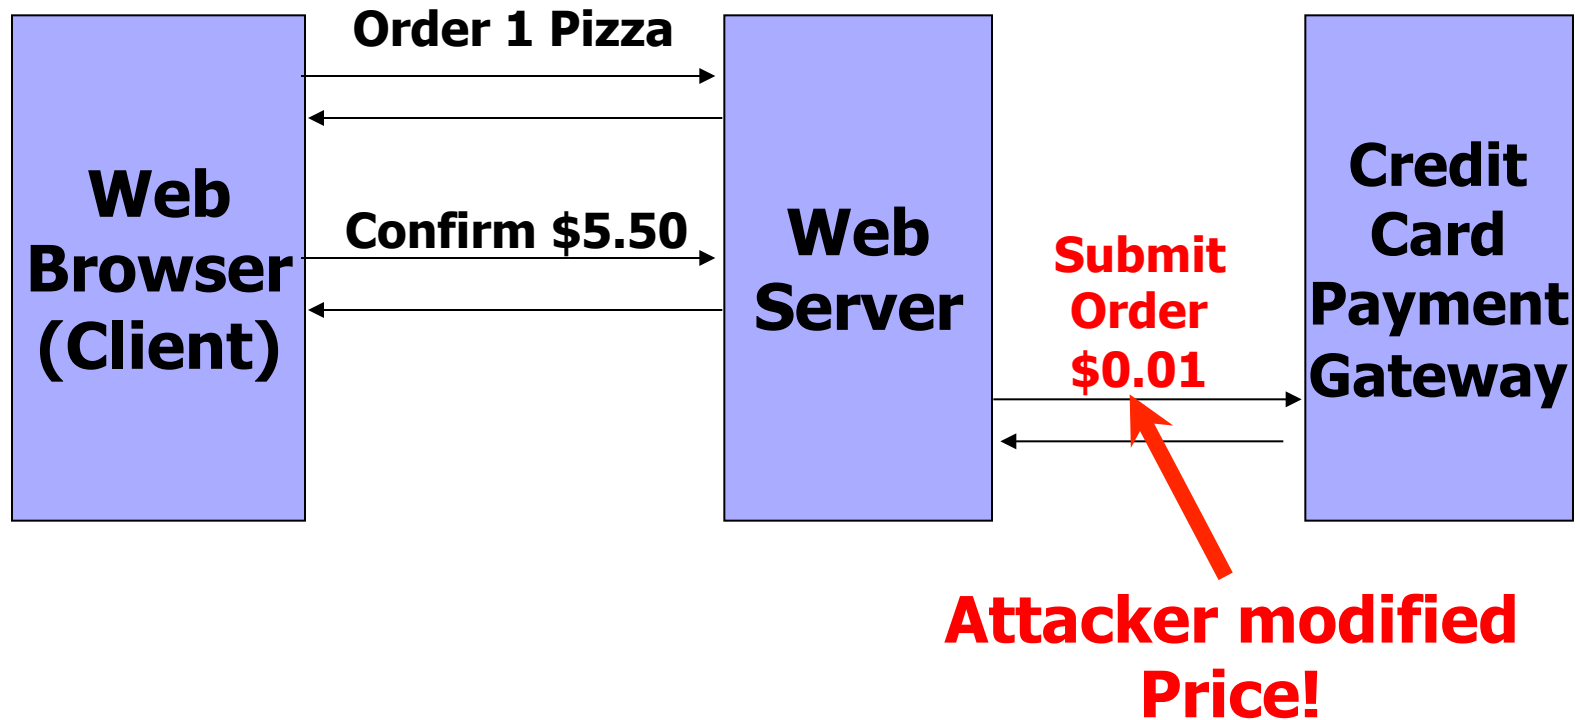 Order 1 Pizza
Web
Browser
(Client)
Confirm $5.50
Web
Server
Submit
Order
$0.01
Credit
Card
Payment
Gateway
Attacker modified
Price!